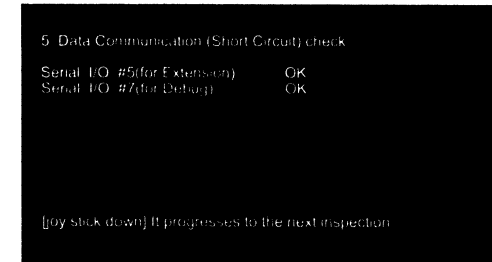 5 Data Communication (Short Circuit) check
Serial I/O #5(for Extension) OK
Serial I/O #7(for Debug) OK
[joy stick down] It progresses to the next inspection